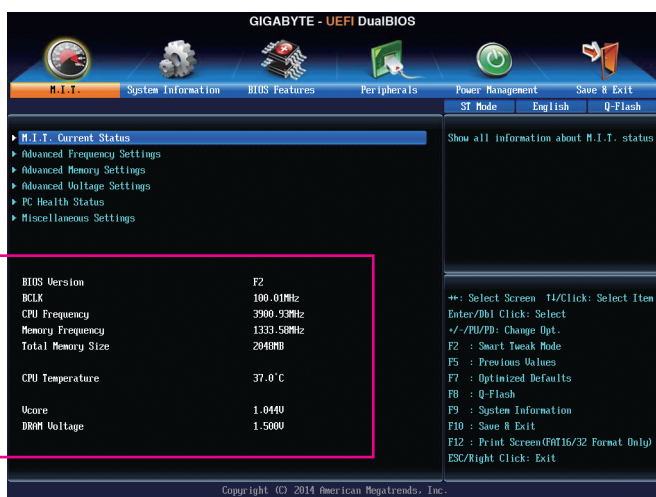 GIGABYTE - UEFI DualBIOS
M.I.T. System Information BIOS Features Peripherals Power Management Save & Exit
ST Mode English Q-Flash
M.I.T. Current Status
Advanced Frequency Settings
Advanced Memory Settings
Advanced Voltage Settings
PC Health Status
Miscellaneous Settings
BIOS Version F2
BCLK 100.01MHz
CPU Frequency 3900.93MHz
Memory Frequency 1333.58MHz
Total Memory Size 2048MB
CPU Temperature 37.0°C
Vcore 1.044V
DRAM Voltage 1.500V
Show all information about M.I.T. status
→←: Select Screen ↑↓/Click: Select Item
Enter/Dbl Click: Select
+/-/PU/PD: Change Opt.
F2 : Smart Tweak Mode
F5 : Previous Values
F7 : Optimized Defaults
F8 : Q-Flash
F9 : System Information
F10 : Save & Exit
F12 : Print Screen(FAT16/32 Format Only)
ESC/Right Click: Exit
Copyright (C) 2014 American Megatrends, Inc.